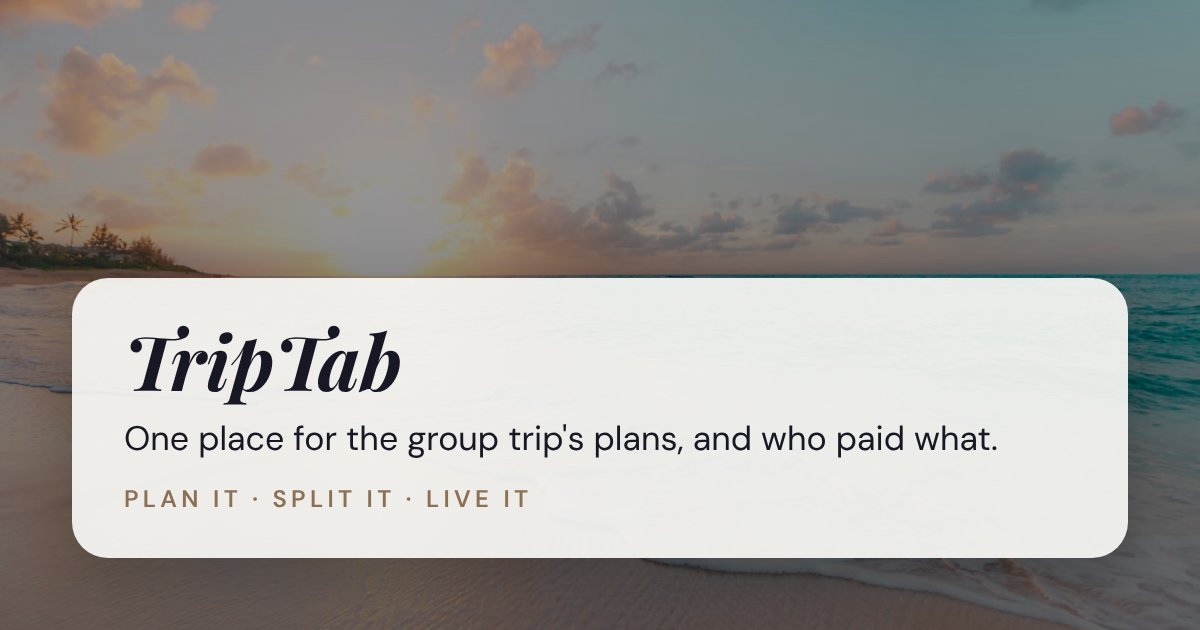 TripTab
One place for the group trip's plans, and who paid what.
PLAN IT · SPLIT IT · LIVE IT